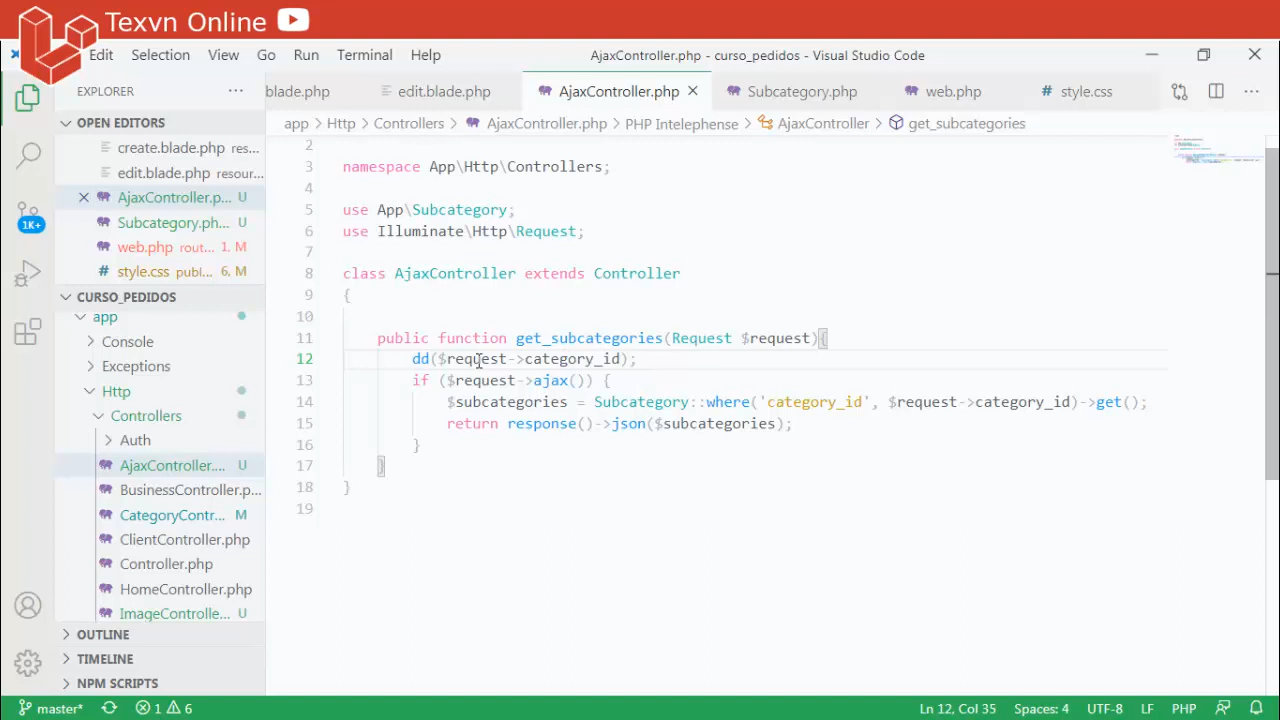 Texvn Online
Edit Selection View Go Run Terminal Help AjaxController.php - curso_pedidos - Visual Studio Code
EXPLORER ··· blade.php edit.blade.php AjaxController.php Subcategory.php web.php # style.css ···
OPEN EDITORS
create.blade.php res...
edit.blade.php resour...
AjaxController.p... U
Subcategory.ph... U
web.php rout... 1. M
# style.css publ... 6. M
CURSO_PEDIDOS
app
Console
Exceptions
Http
Controllers
Auth
AjaxController.... U
BusinessController.p...
CategoryContr... M
ClientController.php
Controller.php
HomeController.php
ImageControlle... U
OUTLINE
TIMELINE
NPM SCRIPTS
1K+
app > Http > Controllers > AjaxController.php > PHP Intelephense > AjaxController > get_subcategories
2
3 namespace App\Http\Controllers;
4
5 use App\Subcategory;
6 use Illuminate\Http\Request;
7
8 class AjaxController extends Controller
9 {
10
11 public function get_subcategories(Request $request){
12 dd($request->category_id);
13 if ($request->ajax()) {
14 $subcategories = Subcategory::where('category_id', $request->category_id)->get();
15 return response()->json($subcategories);
16 }
17 }
18 }
19
master* 1 6 Ln 12, Col 35 Spaces: 4 UTF-8 LF PHP